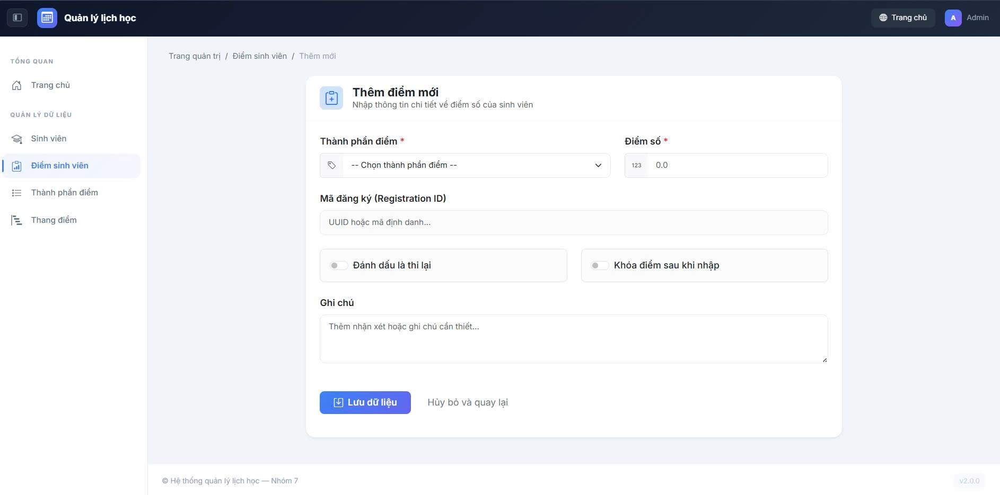 Quản lý lịch học
Trang chủ
A
Admin
TỔNG QUAN
Trang chủ
QUẢN LÝ DỮ LIỆU
Sinh viên
Điểm sinh viên
Thành phần điểm
Thang điểm
Trang quản trị / Điểm sinh viên / Thêm mới
Thêm điểm mới
Nhập thông tin chi tiết về điểm số của sinh viên
Thành phần điểm *
-- Chọn thành phần điểm --
Điểm số *
123
0.0
Mã đăng ký (Registration ID)
UUID hoặc mã định danh...
Đánh dấu là thi lại
Khóa điểm sau khi nhập
Ghi chú
Thêm nhận xét hoặc ghi chú cần thiết...
Lưu dữ liệu
Hủy bỏ và quay lại
© Hệ thống quản lý lịch học — Nhóm 7
v2.0.0